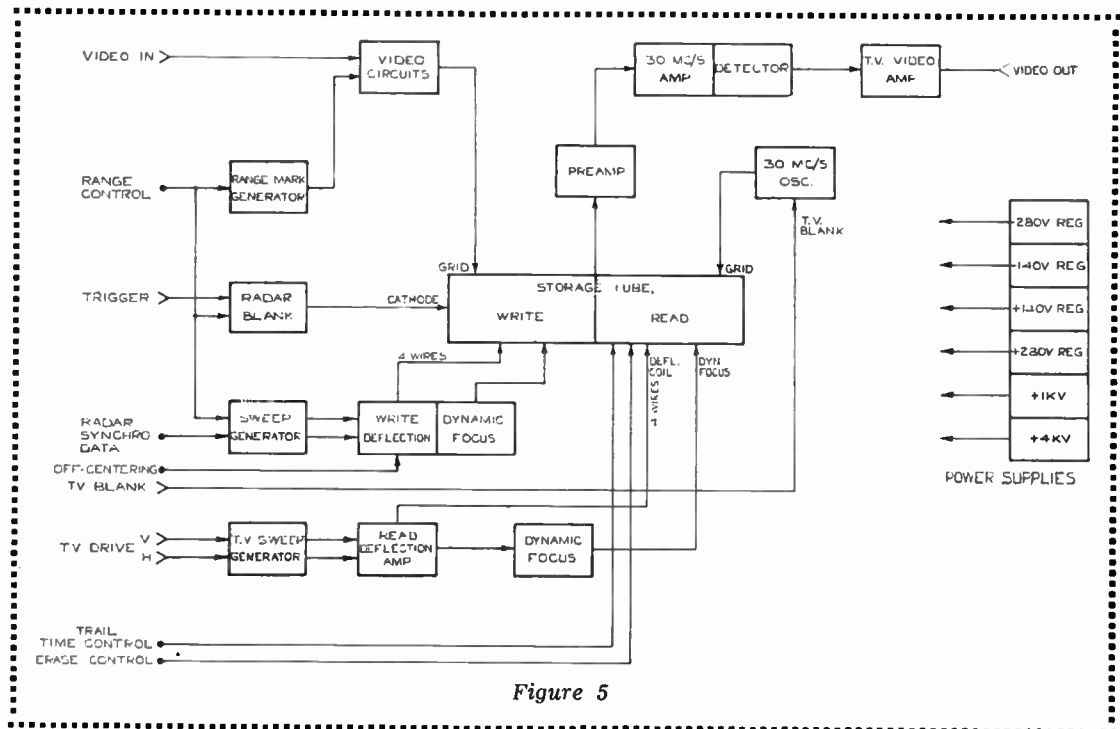 VIDEO IN
VIDEO
CIRCUITS
30 MC/S
AMP
DETECTOR
T.V. VIDEO
AMP
VIDEO OUT
RANGE
CONTROL
RANGE MARK
GENERATOR
PREAMP
30 MC/S
OSC.
T.V.
BLANK
GRID
GRID
TRIGGER
RADAR
BLANK
CATHODE
STORAGE TUBE,
WRITE
READ
4 WIRES
DEFL.
COIL
WIRES
DYN
FOCUS
RADAR
SYNCHRO
DATA
SWEEP
GENERATOR
WRITE
DEFLECTION
DYNAMIC
FOCUS
OFF-CENTERING
TV BLANK
TV DRIVE
V
H
T.V SWEEP
GENERATOR
READ
DEFLECTION
AMP
DYNAMIC
FOCUS
TRAIL
TIME CONTROL
ERASE CONTROL
-280V REG
-140V REG
+140V REG
+280V REG
+1KV
+4KV
POWER SUPPLIES
Figure 5